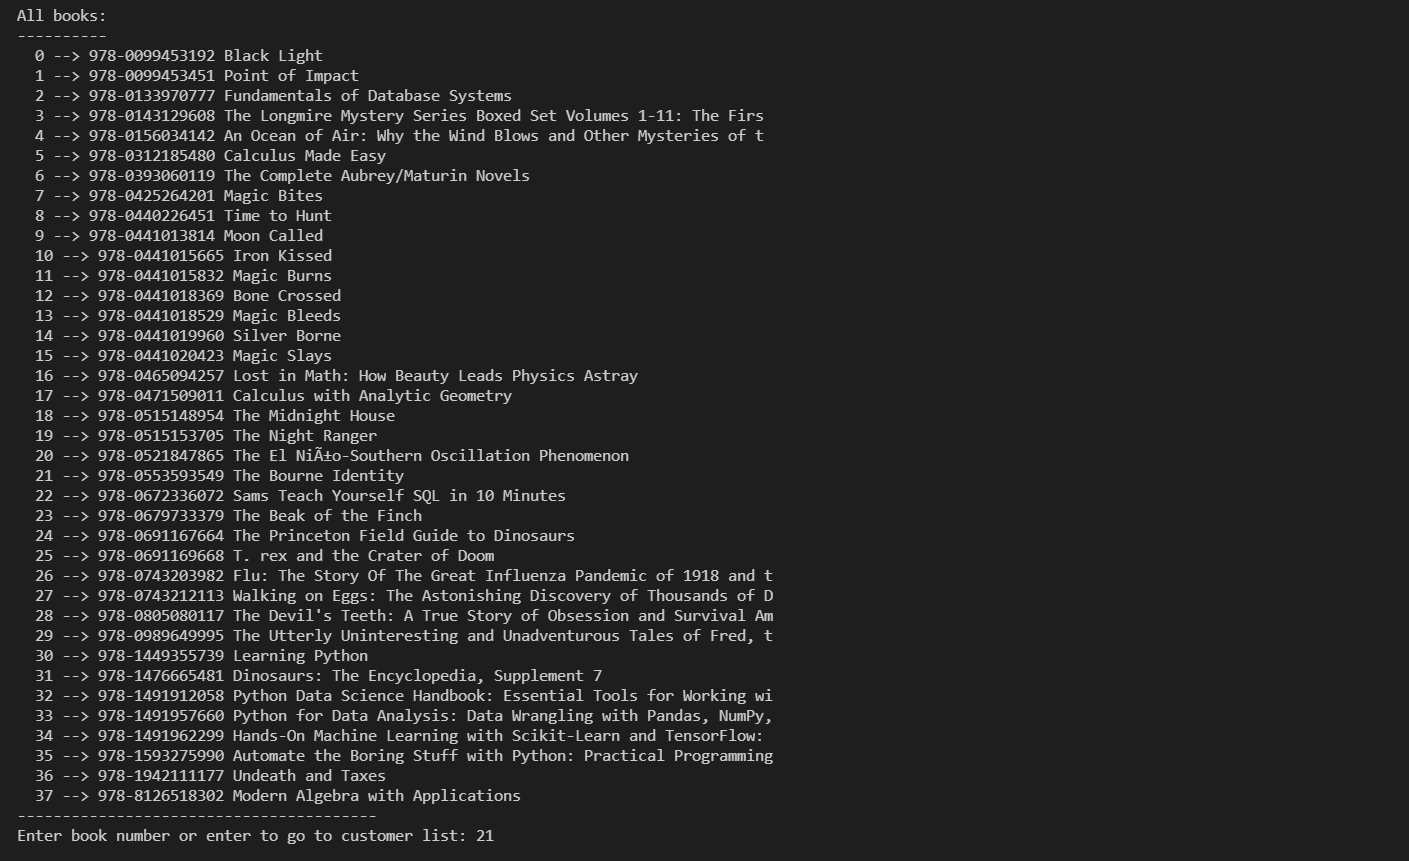 All books:
----------
  0 --> 978-0099453192 Black Light
  1 --> 978-0099453451 Point of Impact
  2 --> 978-0133970777 Fundamentals of Database Systems
  3 --> 978-0143129608 The Longmire Mystery Series Boxed Set Volumes 1-11: The Firs
  4 --> 978-0156034142 An Ocean of Air: Why the Wind Blows and Other Mysteries of t
  5 --> 978-0312185480 Calculus Made Easy
  6 --> 978-0393060119 The Complete Aubrey/Maturin Novels
  7 --> 978-0425264201 Magic Bites
  8 --> 978-0440226451 Time to Hunt
  9 --> 978-0441013814 Moon Called
  10 --> 978-0441015665 Iron Kissed
  11 --> 978-0441015832 Magic Burns
  12 --> 978-0441018369 Bone Crossed
  13 --> 978-0441018529 Magic Bleeds
  14 --> 978-0441019960 Silver Borne
  15 --> 978-0441020423 Magic Slays
  16 --> 978-0465094257 Lost in Math: How Beauty Leads Physics Astray
  17 --> 978-0471509011 Calculus with Analytic Geometry
  18 --> 978-0515148954 The Midnight House
  19 --> 978-0515153705 The Night Ranger
  20 --> 978-0521847865 The El NiÃ±o-Southern Oscillation Phenomenon
  21 --> 978-0553593549 The Bourne Identity
  22 --> 978-0672336072 Sams Teach Yourself SQL in 10 Minutes
  23 --> 978-0679733379 The Beak of the Finch
  24 --> 978-0691167664 The Princeton Field Guide to Dinosaurs
  25 --> 978-0691169668 T. rex and the Crater of Doom
  26 --> 978-0743203982 Flu: The Story Of The Great Influenza Pandemic of 1918 and t
  27 --> 978-0743212113 Walking on Eggs: The Astonishing Discovery of Thousands of D
  28 --> 978-0805080117 The Devil's Teeth: A True Story of Obsession and Survival Am
  29 --> 978-0989649995 The Utterly Uninteresting and Unadventurous Tales of Fred, t
  30 --> 978-1449355739 Learning Python
  31 --> 978-1476665481 Dinosaurs: The Encyclopedia, Supplement 7
  32 --> 978-1491912058 Python Data Science Handbook: Essential Tools for Working wi
  33 --> 978-1491957660 Python for Data Analysis: Data Wrangling with Pandas, NumPy,
  34 --> 978-1491962299 Hands-On Machine Learning with Scikit-Learn and TensorFlow:
  35 --> 978-1593275990 Automate the Boring Stuff with Python: Practical Programming
  36 --> 978-1942111177 Undeath and Taxes
  37 --> 978-8126518302 Modern Algebra with Applications
----------------------------------------
Enter book number or enter to go to customer list: 21